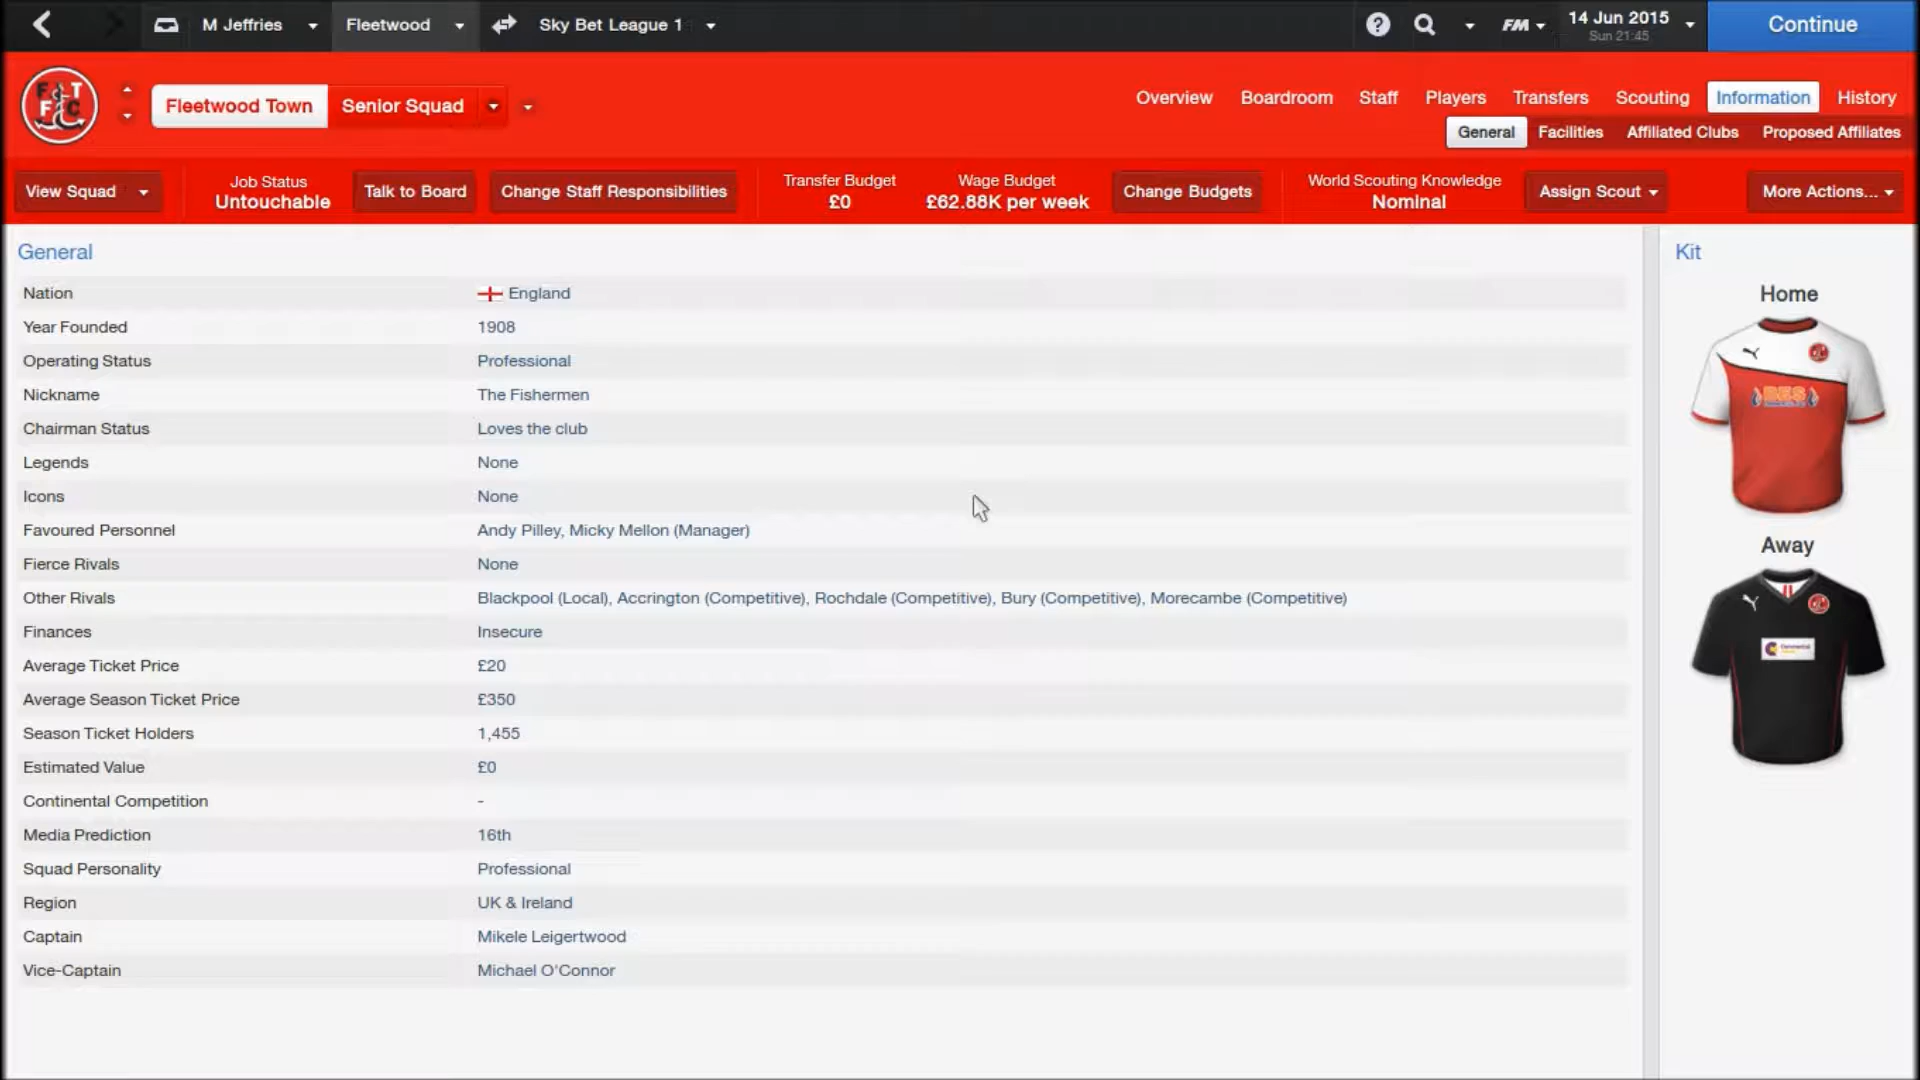 M Jeffries
Fleetwood
Sky Bet League 1
FM
14 Jun 2015
Sun 21:45
Continue
Fleetwood Town
Senior Squad
Overview
Boardroom
Staff
Players
Transfers
Scouting
Information
History
General
Facilities
Affiliated Clubs
Proposed Affiliates
View Squad
Job Status
Untouchable
Talk to Board
Change Staff Responsibilities
Transfer Budget
£0
Wage Budget
£62.88K per week
Change Budgets
World Scouting Knowledge
Nominal
Assign Scout
More Actions...
General
Nation England
Year Founded 1908
Operating Status Professional
Nickname The Fishermen
Chairman Status Loves the club
Legends None
Icons None
Favoured Personnel Andy Pilley, Micky Mellon (Manager)
Fierce Rivals None
Other Rivals Blackpool (Local), Accrington (Competitive), Rochdale (Competitive), Bury (Competitive), Morecambe (Competitive)
Finances Insecure
Average Ticket Price £20
Average Season Ticket Price £350
Season Ticket Holders 1,455
Estimated Value £0
Continental Competition -
Media Prediction 16th
Squad Personality Professional
Region UK & Ireland
Captain Mikele Leigertwood
Vice-Captain Michael O'Connor
Kit
Home
BES
Away